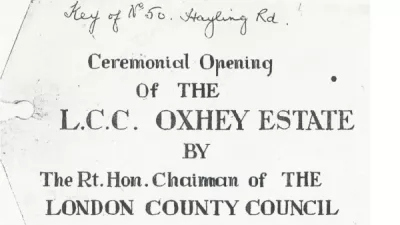 Key of Nº 50. Hayling Rd.
Ceremonial Opening
Of THE
L.C.C. OXHEY ESTATE
BY
The Rt. Hon. Chaiman of THE
LONDON COUNTY COUNCIL